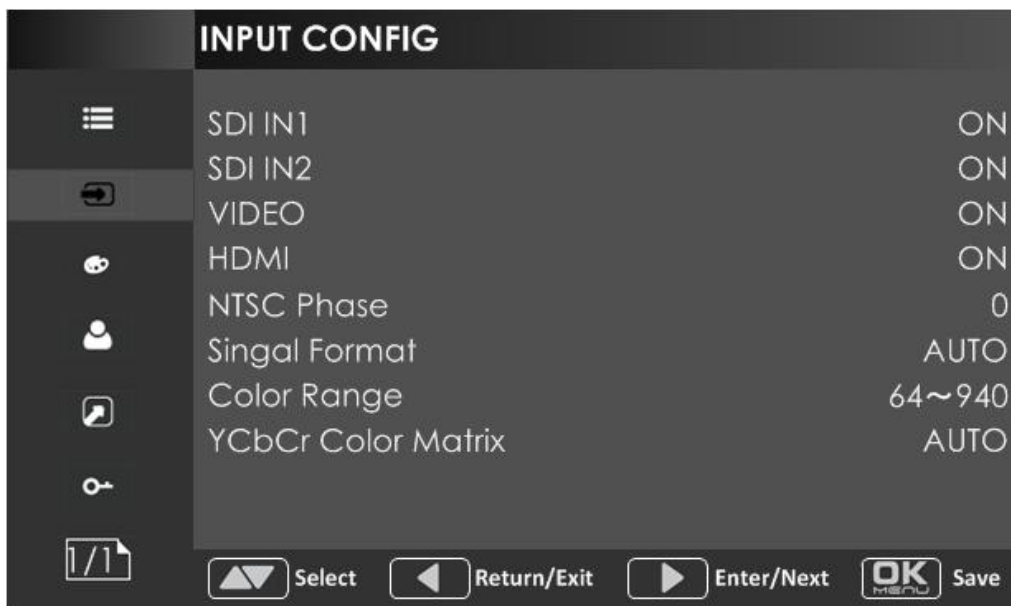 INPUT CONFIG
SDI IN1 ON
SDI IN2 ON
VIDEO ON
HDMI ON
NTSC Phase 0
Singal Format AUTO
Color Range 64~940
YCbCr Color Matrix AUTO
1/1
Select Return/Exit Enter/Next OK MENU Save